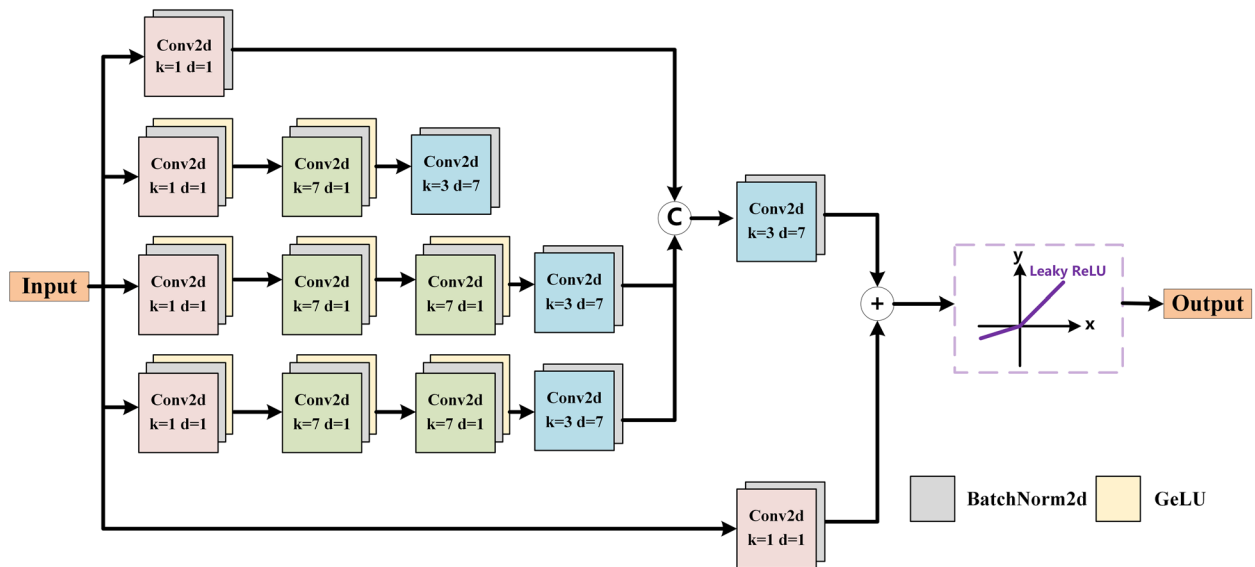 Conv2d
k=1 d=1
Conv2d
k=1 d=1
Conv2d
k=7 d=1
Conv2d
k=3 d=7
C
Conv2d
k=3 d=7
Input
Conv2d
k=1 d=1
Conv2d
k=7 d=1
Conv2d
k=7 d=1
Conv2d
k=3 d=7
+
y
Leaky ReLU
x
Output
Conv2d
k=1 d=1
Conv2d
k=7 d=1
Conv2d
k=7 d=1
Conv2d
k=3 d=7
Conv2d
k=1 d=1
BatchNorm2d
GeLU